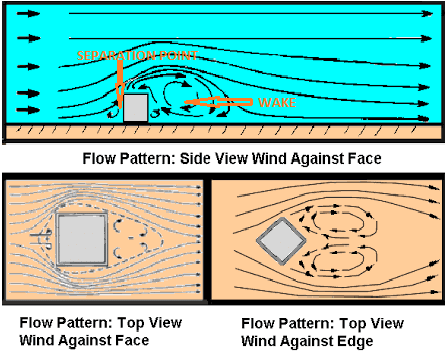 SEPARATION POINT
WAKE
Flow Pattern: Side View Wind Against Face
Flow Pattern: Top View
Wind Against Face
Flow Pattern: Top View
Wind Against Edge